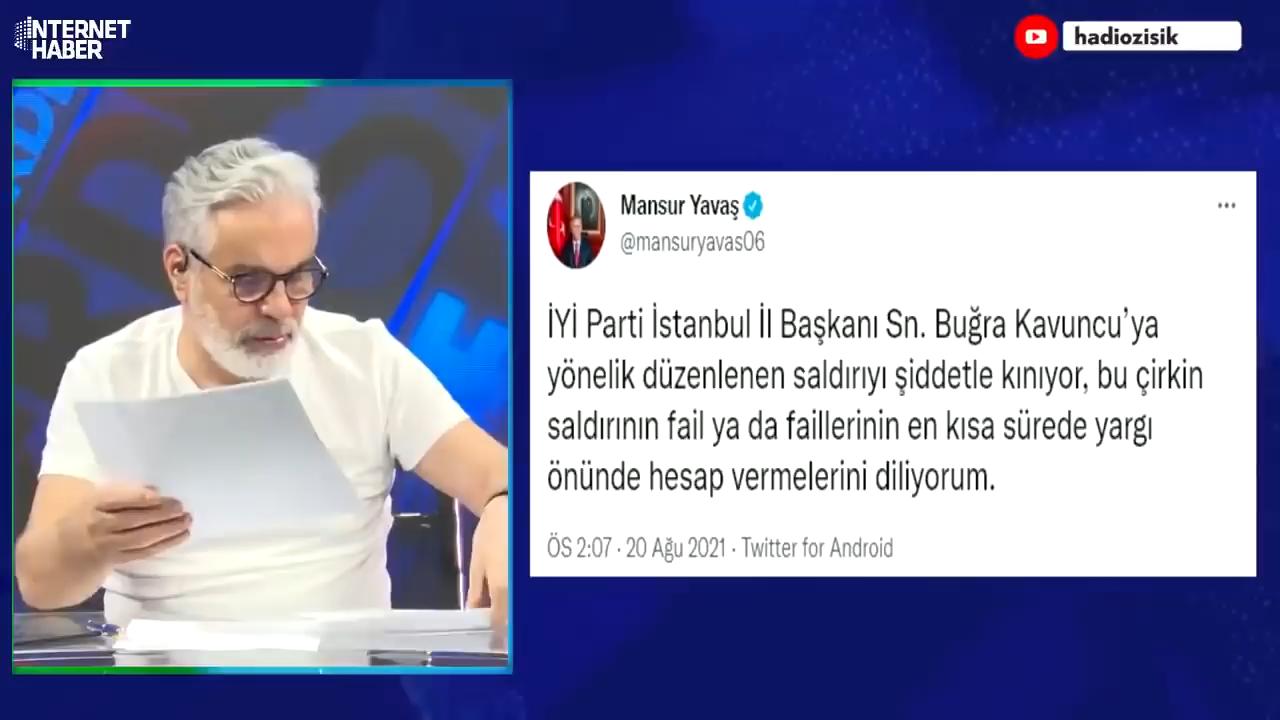 İNTERNET
HABER
hadiozisik
Mansur Yavaş
@mansuryavas06
İYİ Parti İstanbul İl Başkanı Sn. Buğra Kavuncu’ya
yönelik düzenlenen saldırıyı şiddetle kınıyor, bu çirkin
saldırının fail ya da faillerinin en kısa sürede yargı
önünde hesap vermelerini diliyorum.
ÖS 2:07 · 20 Ağu 2021 · Twitter for Android